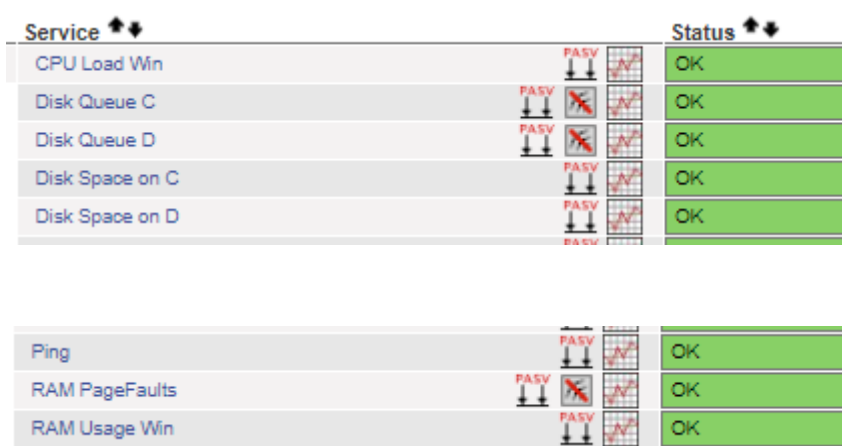 Service Status
CPU Load Win PASV OK
Disk Queue C PASV OK
Disk Queue D PASV OK
Disk Space on C PASV OK
Disk Space on D PASV OK
PASV
Ping PASV OK
RAM PageFaults PASV OK
RAM Usage Win PASV OK